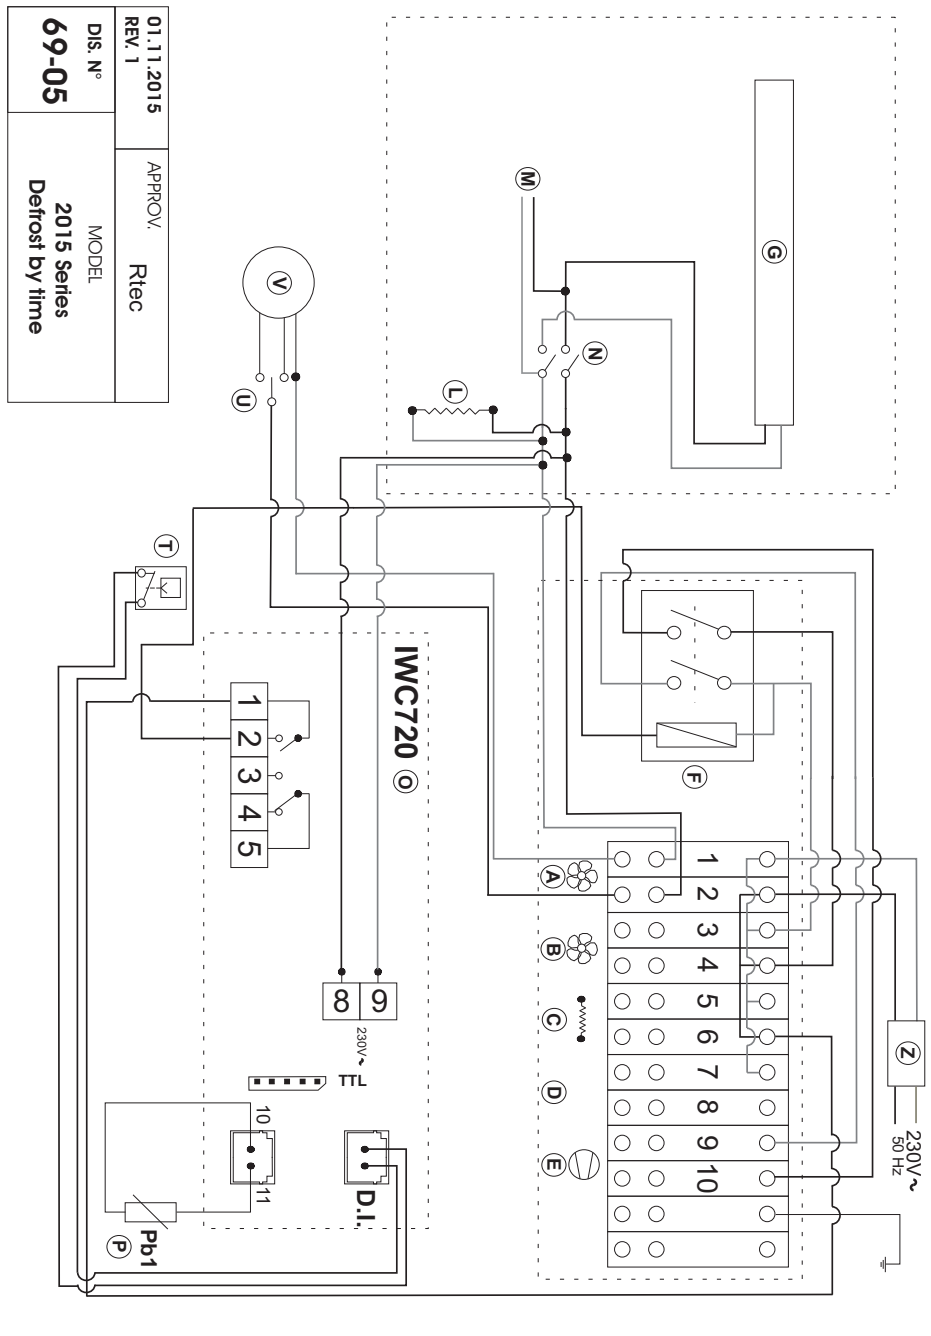 01.11.2015
REV. 1
APPROV.
Rtec
DIS. N°
69-05
MODEL
2015 Series
Defrost by time
G
M
N
L
V
U
T
F
IWC720 O
1
2
3
4
5
8
9
230V~
TTL
10
11
D.I.
Pb1
P
A
B
C
D
E
1
2
3
4
5
6
7
8
9
10
Z
230V~
50 Hz